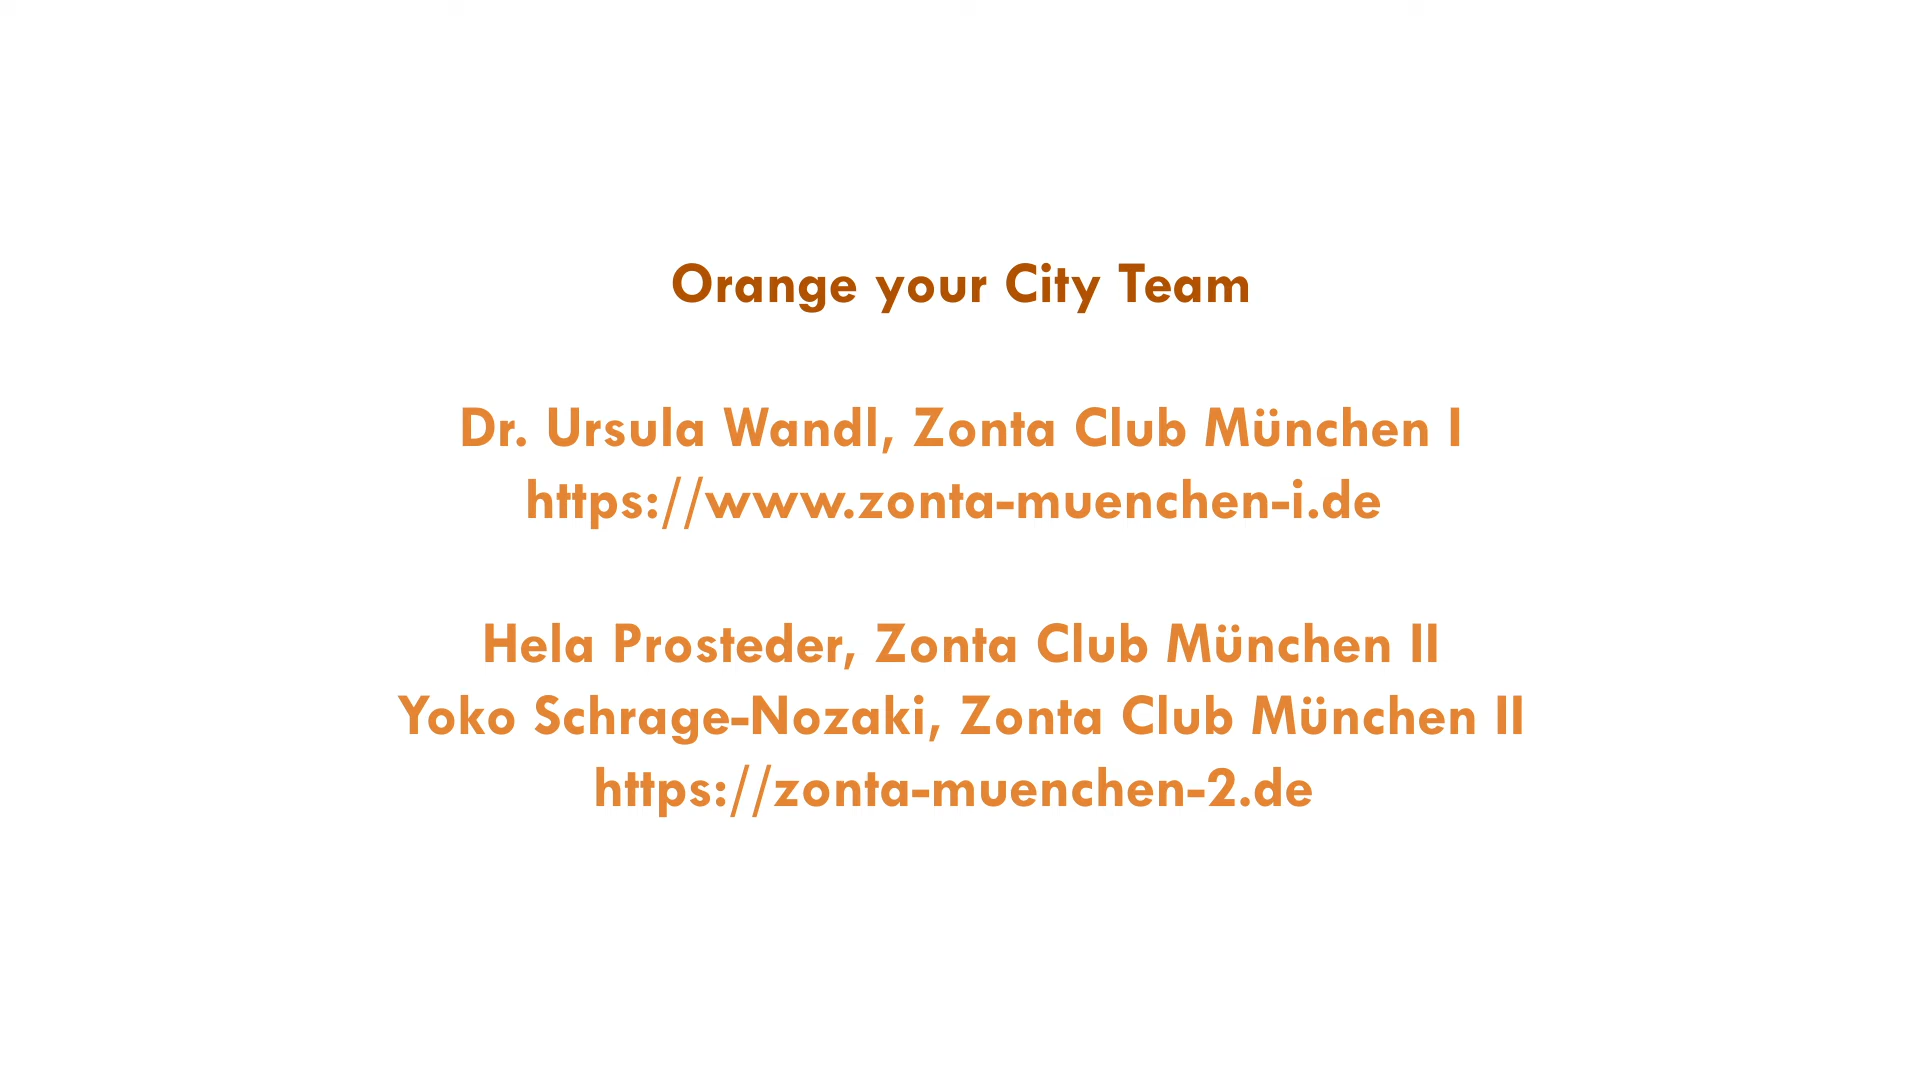 Orange your City Team
Dr. Ursula Wandl, Zonta Club München I
https://www.zonta-muenchen-i.de
Hela Prosteder, Zonta Club München II
Yoko Schrage-Nozaki, Zonta Club München II
https://zonta-muenchen-2.de